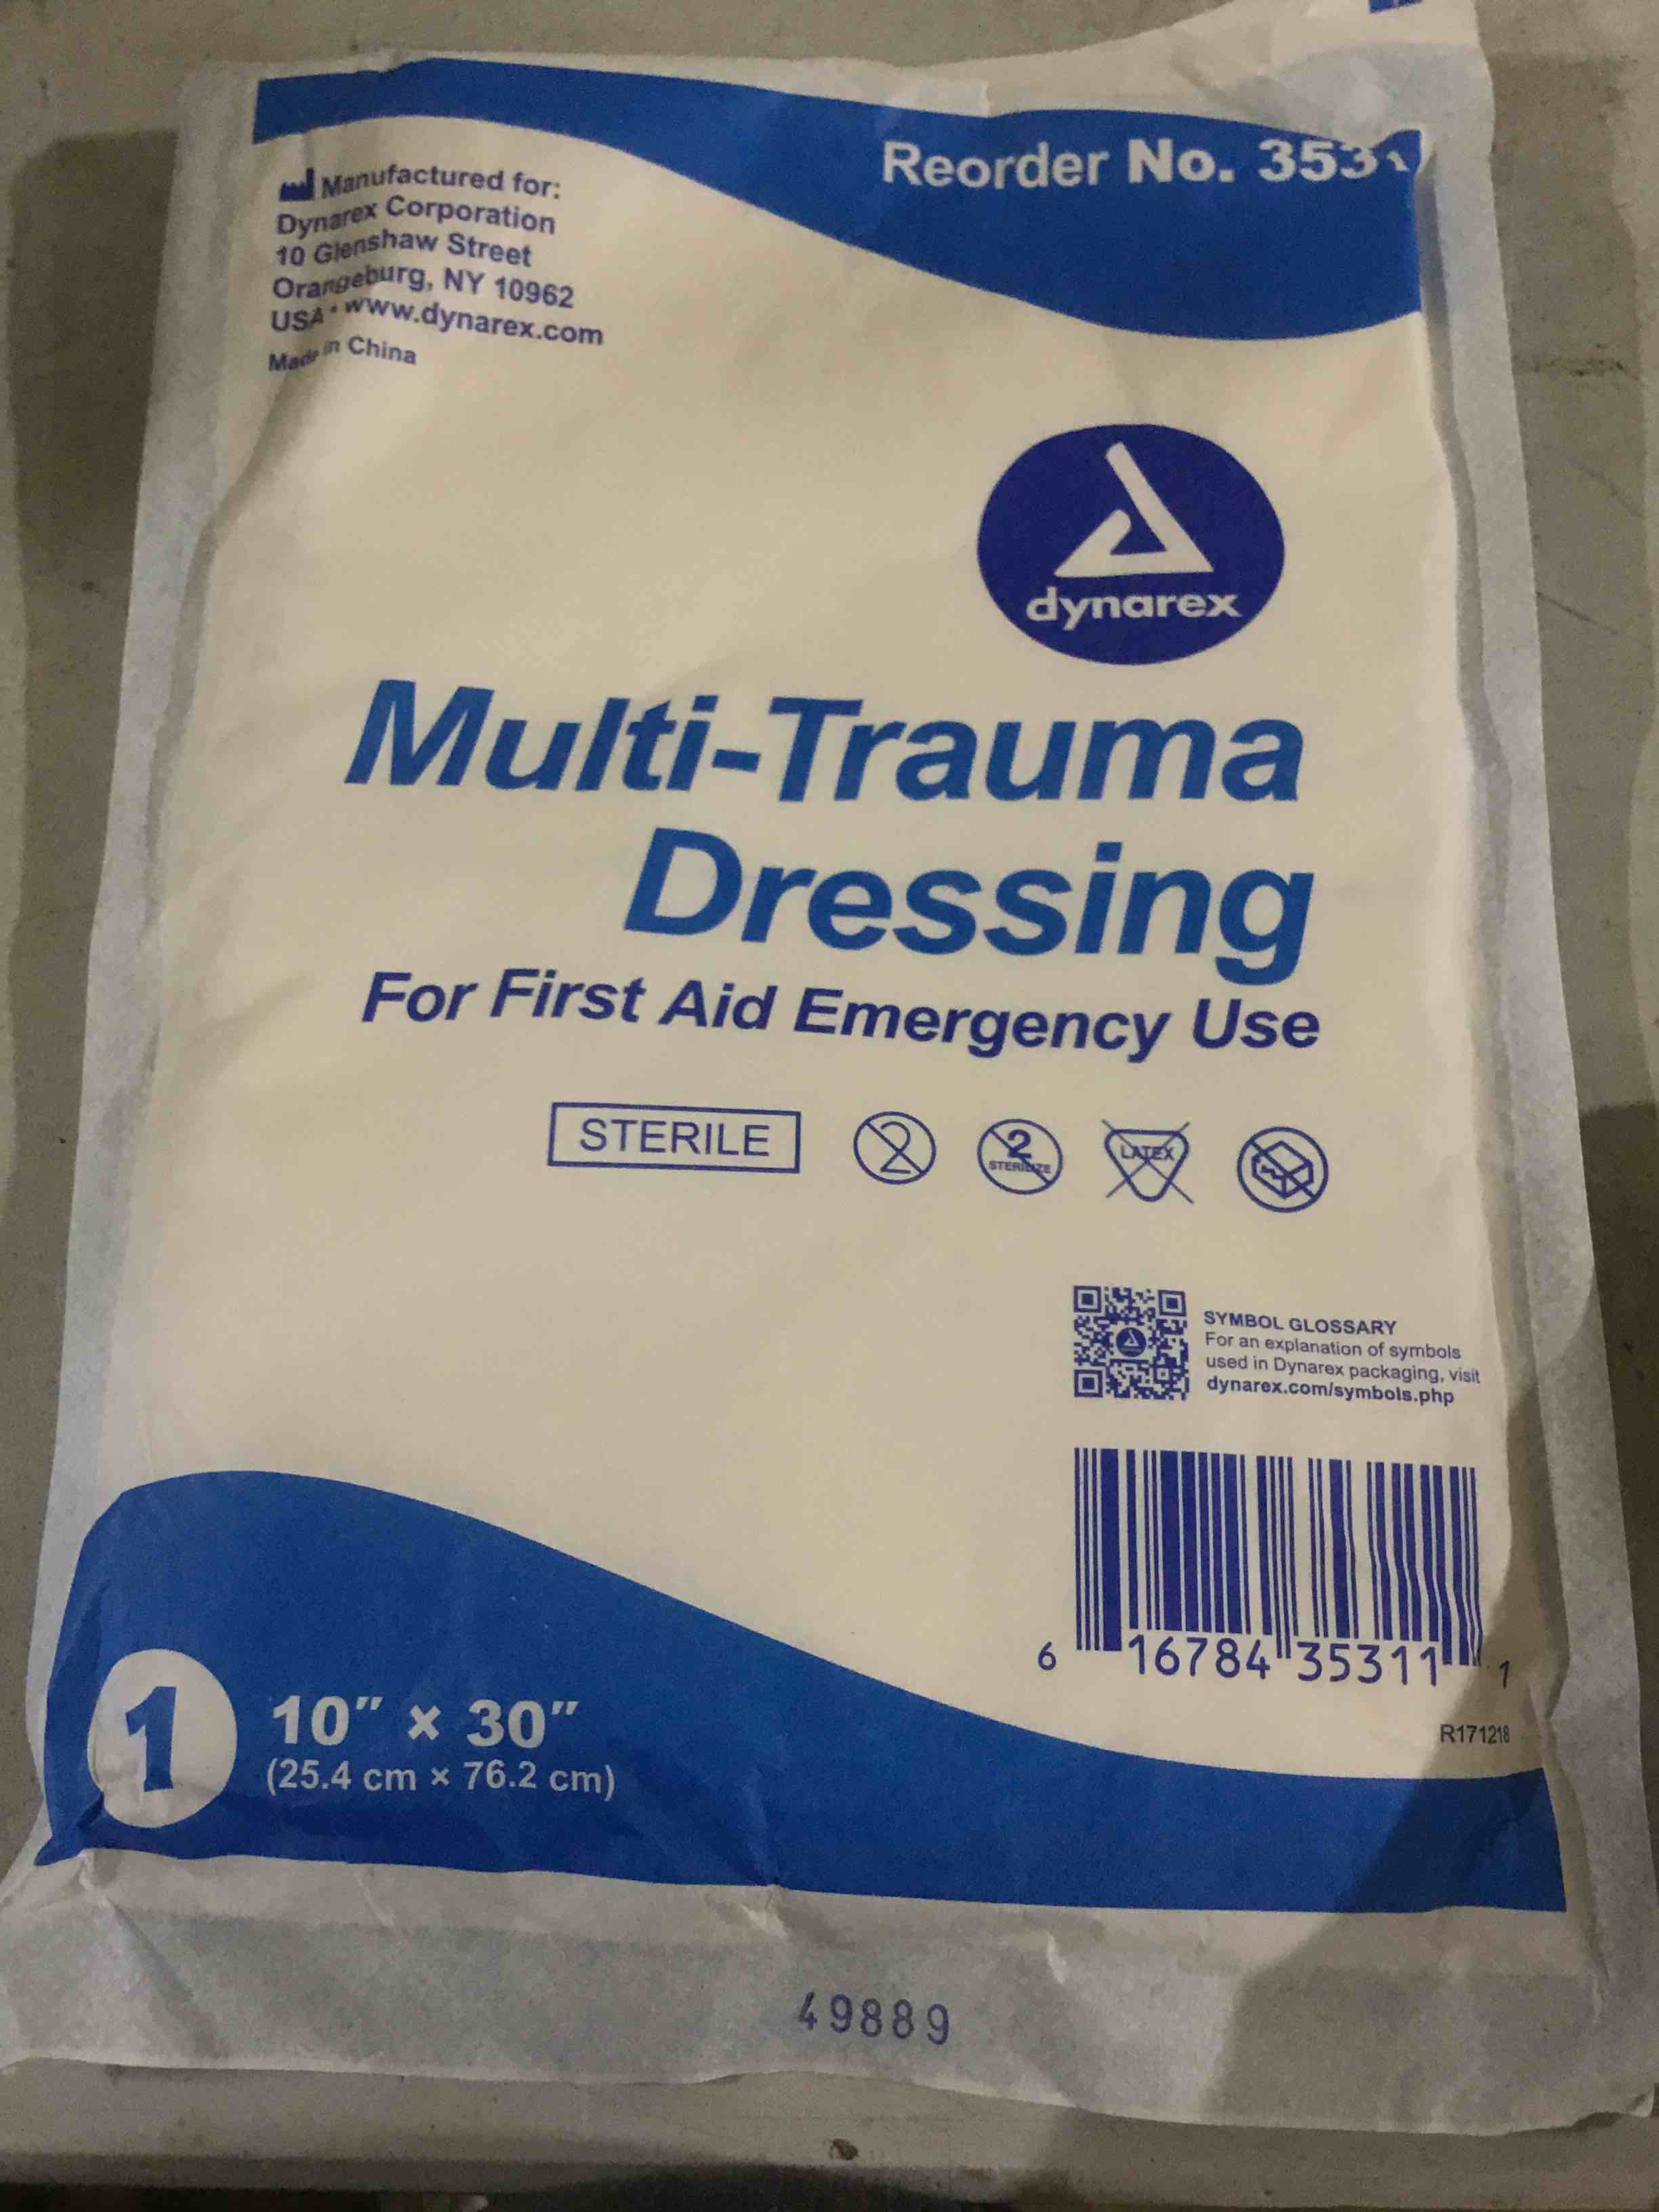 Reorder No. 3531
Manufactured for:
Dynarex Corporation
10 Glenshaw Street
Orangeburg, NY 10962
USA • www.dynarex.com
Made in China
dynarex
Multi-Trauma
Dressing
For First Aid Emergency Use
STERILE
2
2
STERILIZE
LATEX
SYMBOL GLOSSARY
For an explanation of symbols
used in Dynarex packaging, visit
dynarex.com/symbols.php
6 16784 35311 1
R171218
1
10" × 30"
(25.4 cm × 76.2 cm)
49889